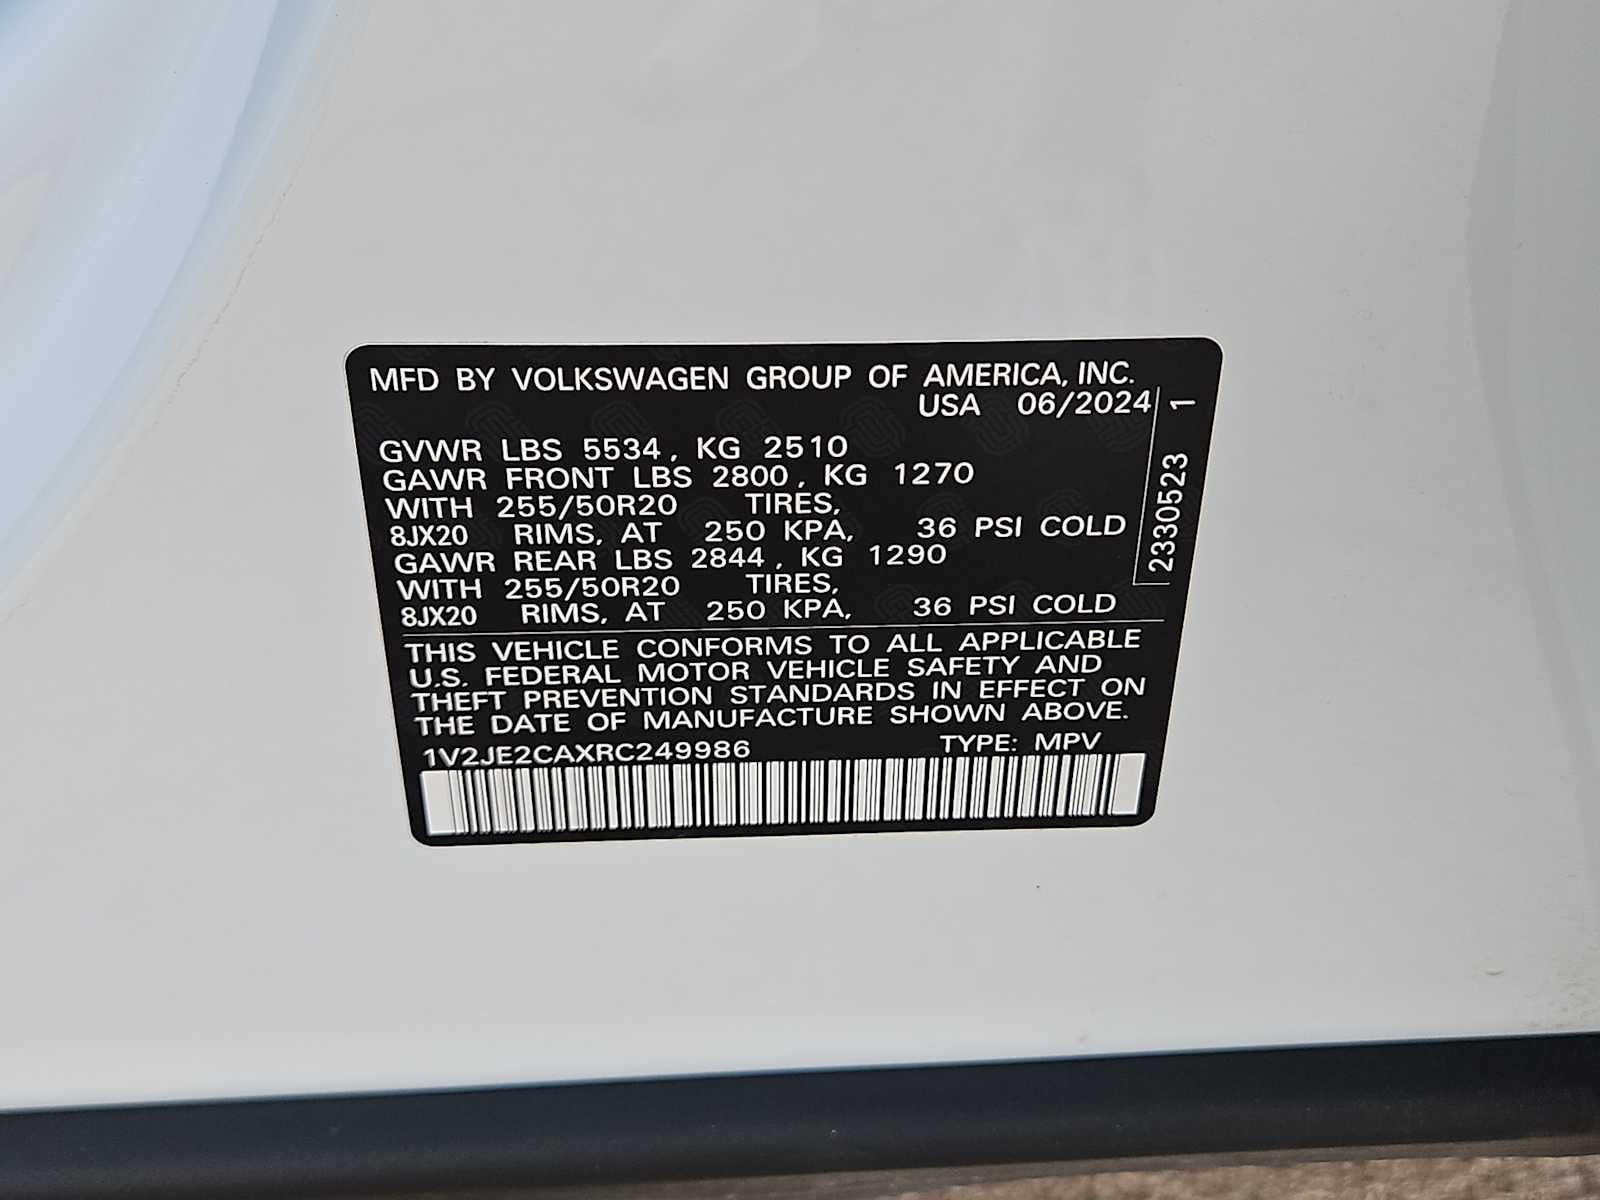 MFD BY VOLKSWAGEN GROUP OF AMERICA, INC.
USA 06/2024
GVWR LBS 5534, KG 2510
GAWR FRONT LBS 2800, KG 1270
WITH 255/50R20 TIRES,
8JX20 RIMS, AT 250 KPA, 36 PSI COLD
GAWR REAR LBS 2844, KG 1290
WITH 255/50R20 TIRES,
8JX20 RIMS, AT 250 KPA, 36 PSI COLD
THIS VEHICLE CONFORMS TO ALL APPLICABLE
U.S. FEDERAL MOTOR VEHICLE SAFETY AND
THEFT PREVENTION STANDARDS IN EFFECT ON
THE DATE OF MANUFACTURE SHOWN ABOVE.
1V2JE2CAXRC249986 TYPE: MPV
2330523 1